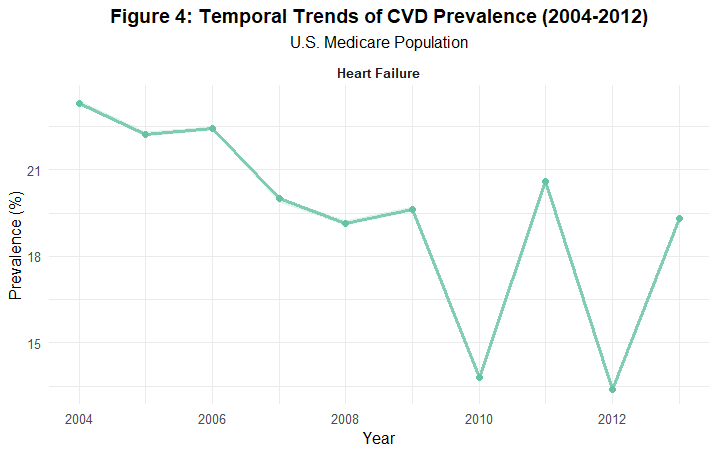 Figure 4: Temporal Trends of CVD Prevalence (2004-2012)
U.S. Medicare Population
Heart Failure
Prevalence (%)
21
18
15
2004 2006 2008 2010 2012
Year